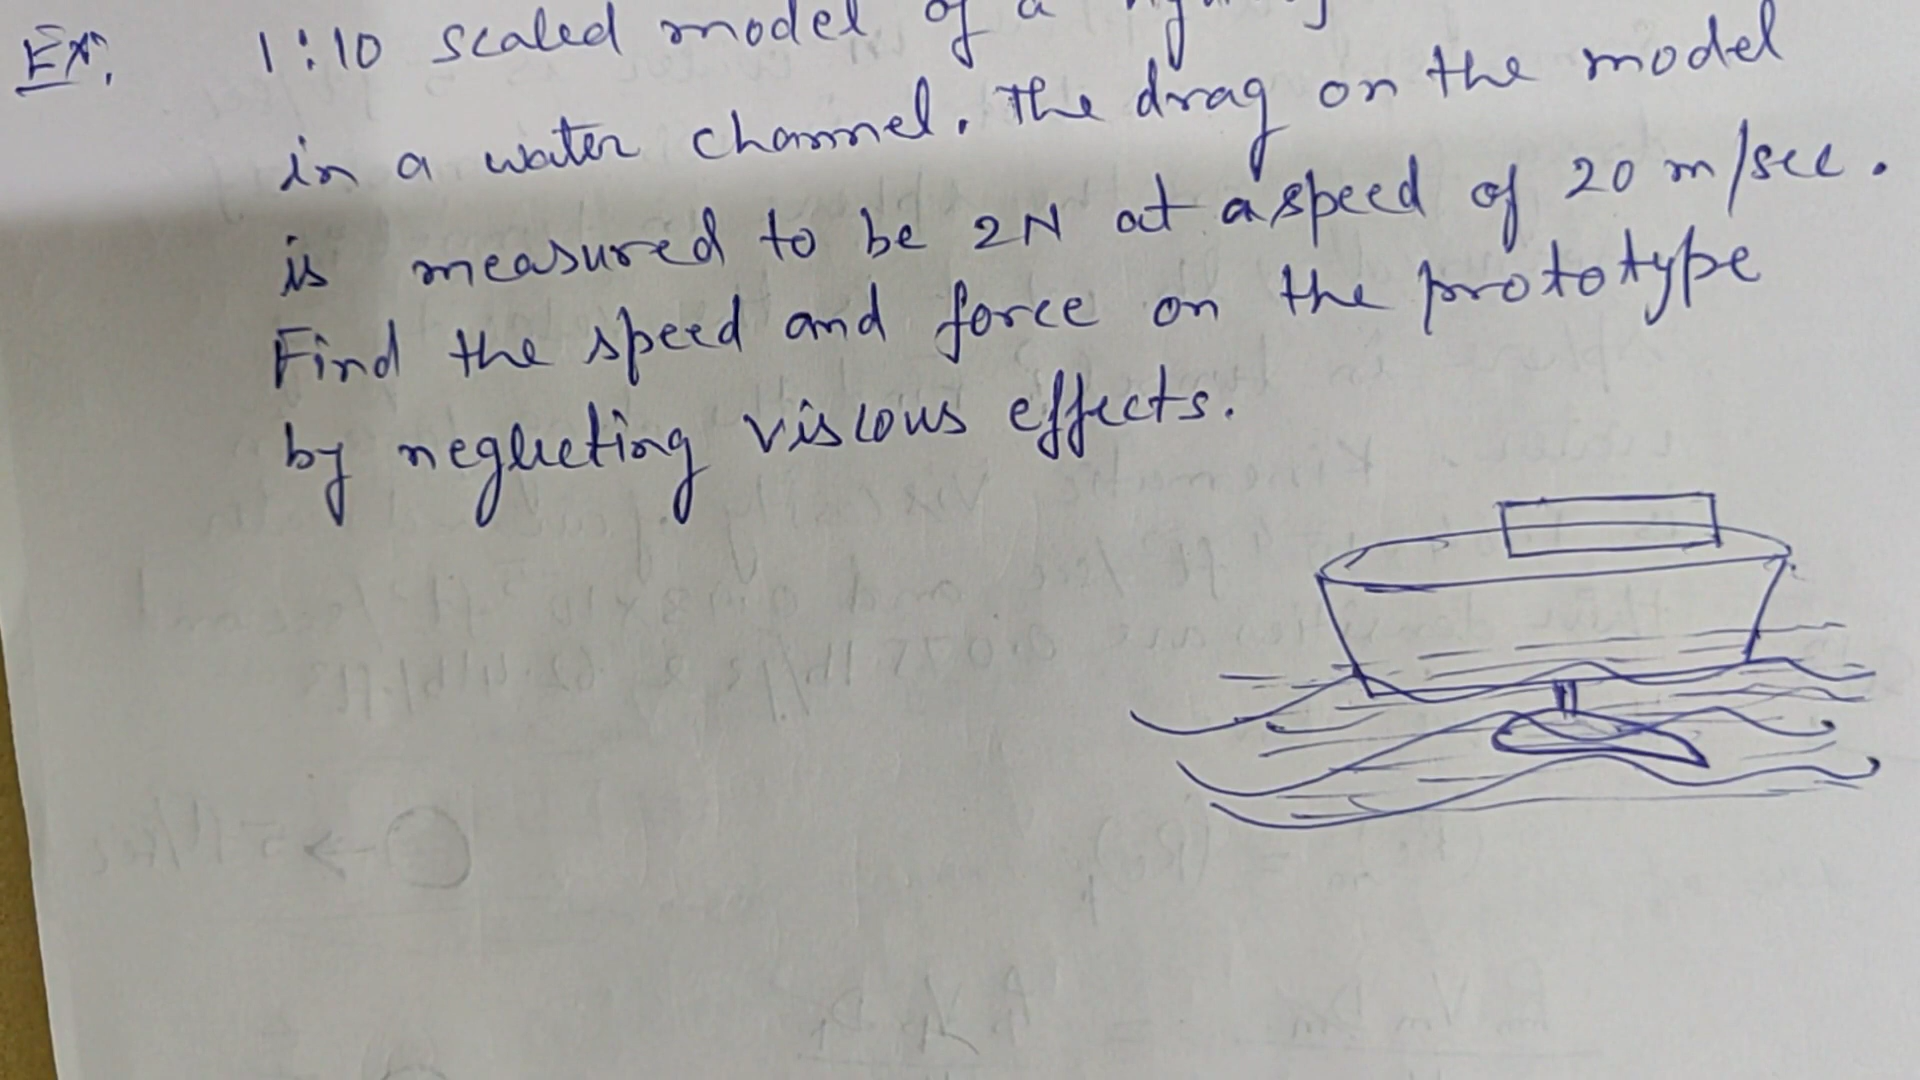 Ex. 1:10 scaled model of a
in a water channel. The drag on the model
is measured to be 2N at a speed of 20 m/sec.
Find the speed and force on the prototype
by neglecting viscous effects.